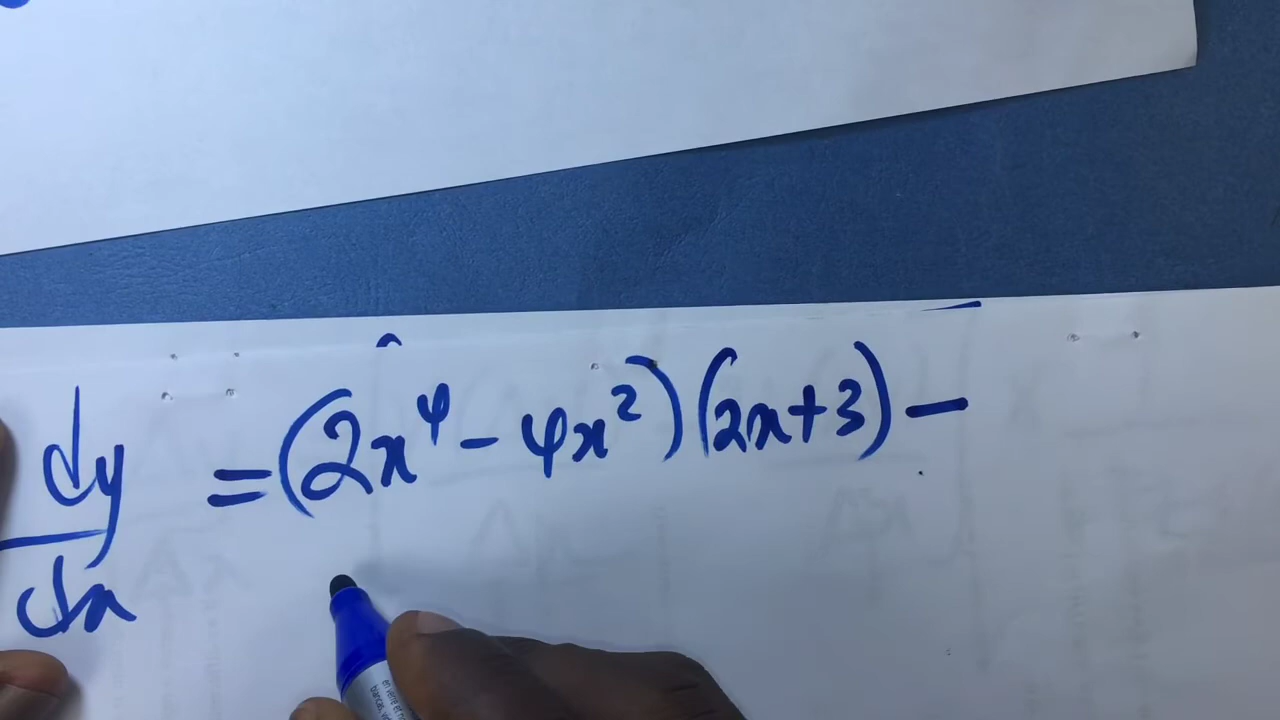 dy/dx = (2x⁴ - 4x²)(2x+3) -